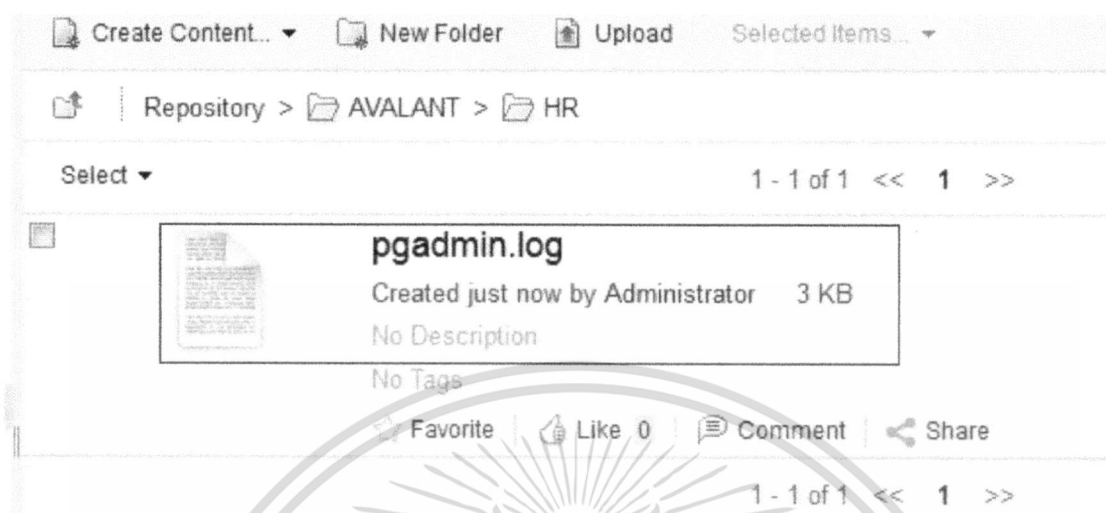 Create Content... New Folder Upload Selected Items...
Repository > AVALANT > HR
Select 1 - 1 of 1 << 1 >>
pgadmin.log
Created just now by Administrator 3 KB
No Description
No Tags
Favorite Like 0 Comment Share
1 - 1 of 1 << 1 >>